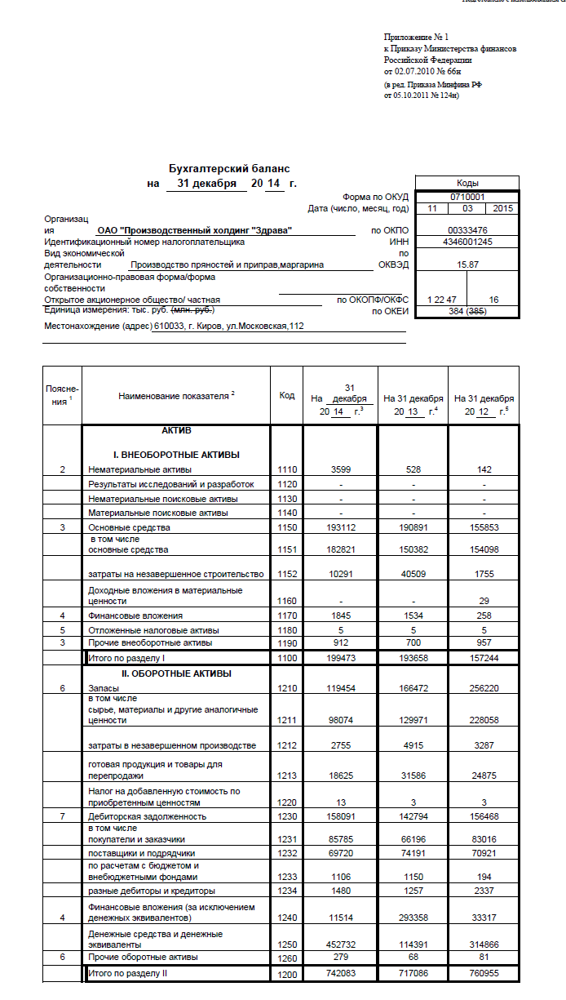 Приложение № 1
к Приказу Министерства финансов
Российской Федерации
от 02.07.2010 № 66н
(в ред. Приказа Минфина РФ
от 05.10.2011 № 124н)
Бухгалтерский баланс
на 31 декабря 20 14 г.
Коды
Форма по ОКУД 0710001
Дата (число, месяц, год) 11 03 2015
Организац
ия ОАО "Производственный холдинг "Здрава" по ОКПО 00333476
Идентификационный номер налогоплательщика ИНН 4346001245
Вид экономической по
деятельности Производство пряностей и приправ,маргарина ОКВЭД 15.87
Организационно-правовая форма/форма
собственности
Открытое акционерное общество/ частная по ОКОПФ/ОКФС 1 22 47 16
Единица измерения: тыс. руб. (млн. руб.) по ОКЕИ 384 (385)
Местонахождение (адрес) 610033, г. Киров, ул.Московская,112
Поясне-
ния 1 Наименование показателя 2 Код На 31 декабря 20 14 г.3 На 31 декабря 20 13 г.4 На 31 декабря 20 12 г.5
АКТИВ
I. ВНЕОБОРОТНЫЕ АКТИВЫ
2 Нематериальные активы 1110 3599 528 142
Результаты исследований и разработок 1120 - - -
Нематериальные поисковые активы 1130 - - -
Материальные поисковые активы 1140 - - -
3 Основные средства 1150 193112 190891 155853
в том числе
основные средства 1151 182821 150382 154098
затраты на незавершенное строительство 1152 10291 40509 1755
Доходные вложения в материальные
ценности 1160 - - 29
4 Финансовые вложения 1170 1845 1534 258
5 Отложенные налоговые активы 1180 5 5 5
3 Прочие внеоборотные активы 1190 912 700 957
Итого по разделу I 1100 199473 193658 157244
II. ОБОРОТНЫЕ АКТИВЫ
6 Запасы 1210 119454 166472 256220
в том числе
сырье, материалы и другие аналогичные
ценности 1211 98074 129971 228058
затраты в незавершенном производстве 1212 2755 4915 3287
готовая продукция и товары для
перепродажи 1213 18625 31586 24875
Налог на добавленную стоимость по
приобретенным ценностям 1220 13 3 3
7 Дебиторская задолженность 1230 158091 142794 156468
в том числе
покупатели и заказчики 1231 85785 66196 83016
поставщики и подрядчики 1232 69720 74191 70921
по расчетам с бюджетом и
внебюджетными фондами 1233 1106 1150 194
разные дебиторы и кредиторы 1234 1480 1257 2337
Финансовые вложения (за исключением
4 денежных эквивалентов) 1240 11514 293358 33317
Денежные средства и денежные
эквиваленты 1250 452732 114391 314866
6 Прочие оборотные активы 1260 279 68 81
Итого по разделу II 1200 742083 717086 760955